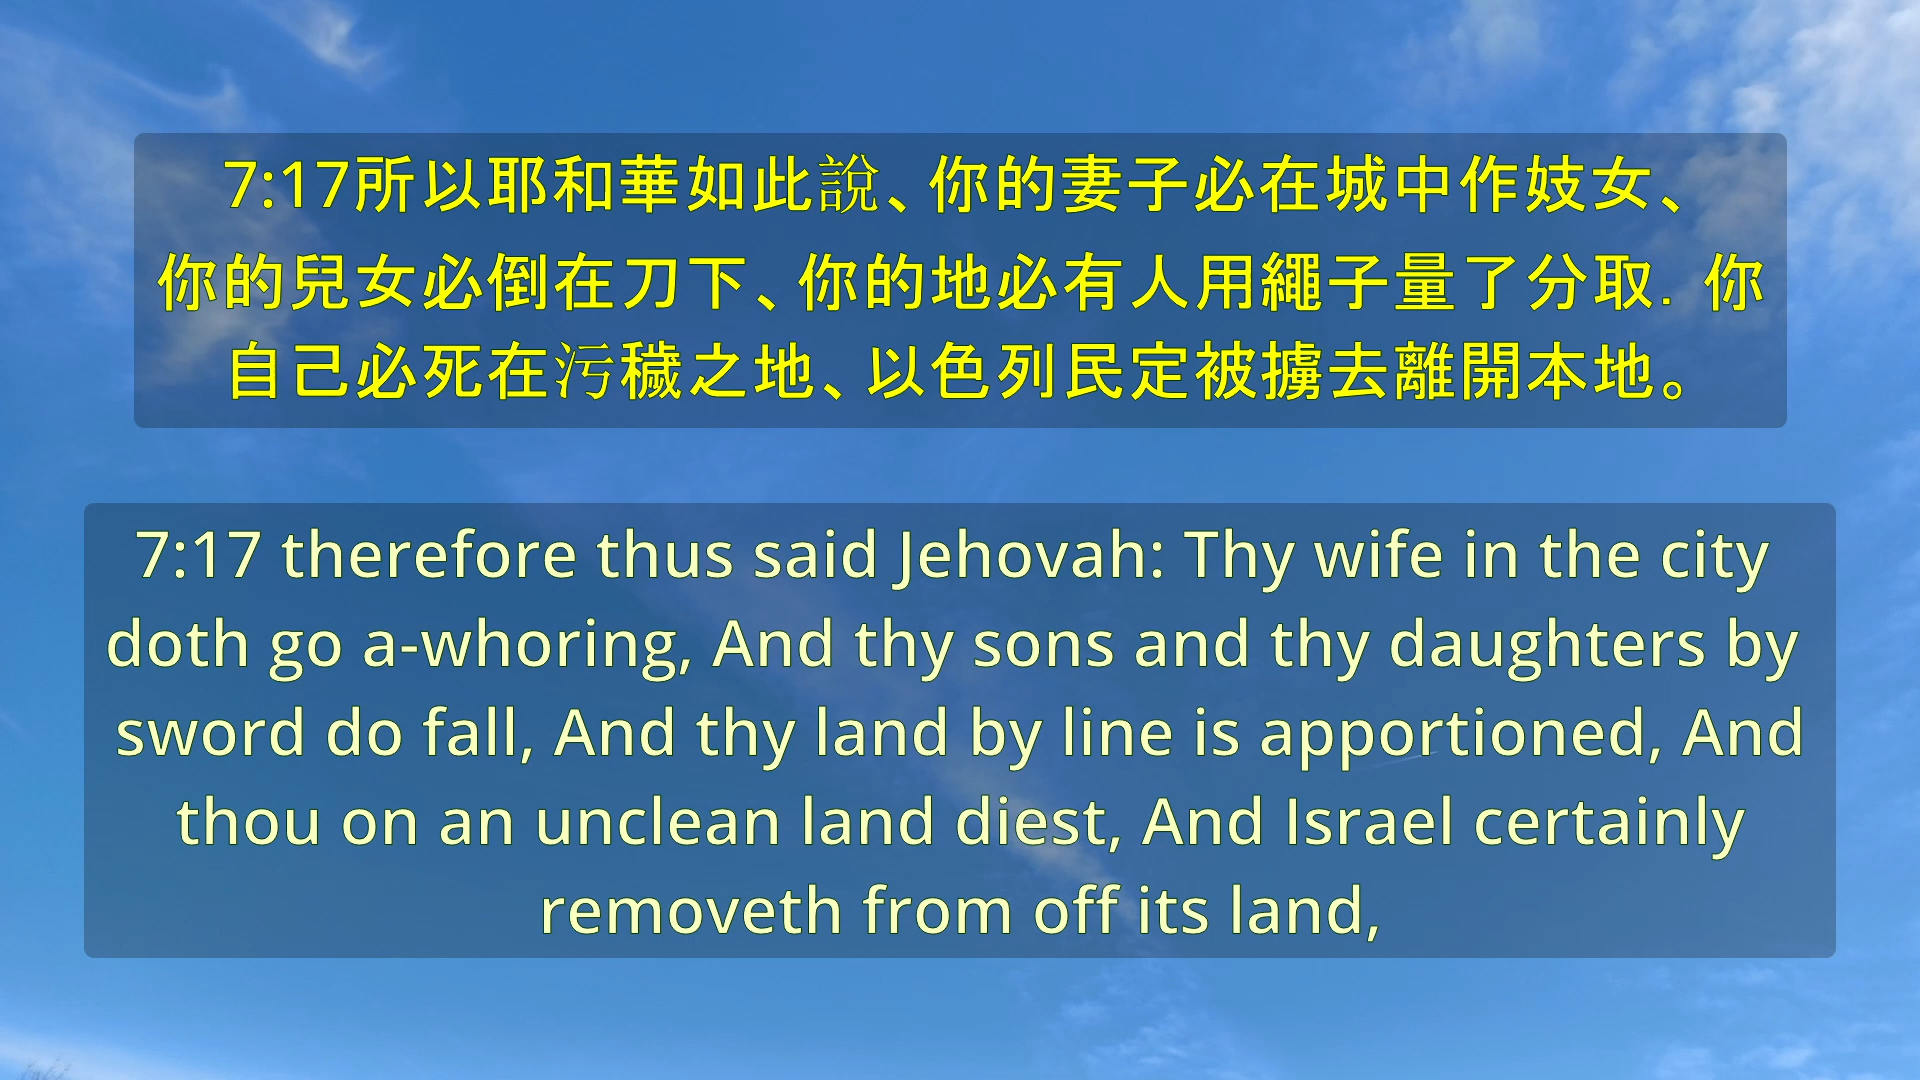 7:17所以耶和華如此說、你的妻子必在城中作妓女、
你的兒女必倒在刀下、你的地必有人用繩子量了分取．你
自己必死在污穢之地、以色列民定被擄去離開本地。
7:17 therefore thus said Jehovah: Thy wife in the city
doth go a-whoring, And thy sons and thy daughters by
sword do fall, And thy land by line is apportioned, And
thou on an unclean land diest, And Israel certainly
removeth from off its land,